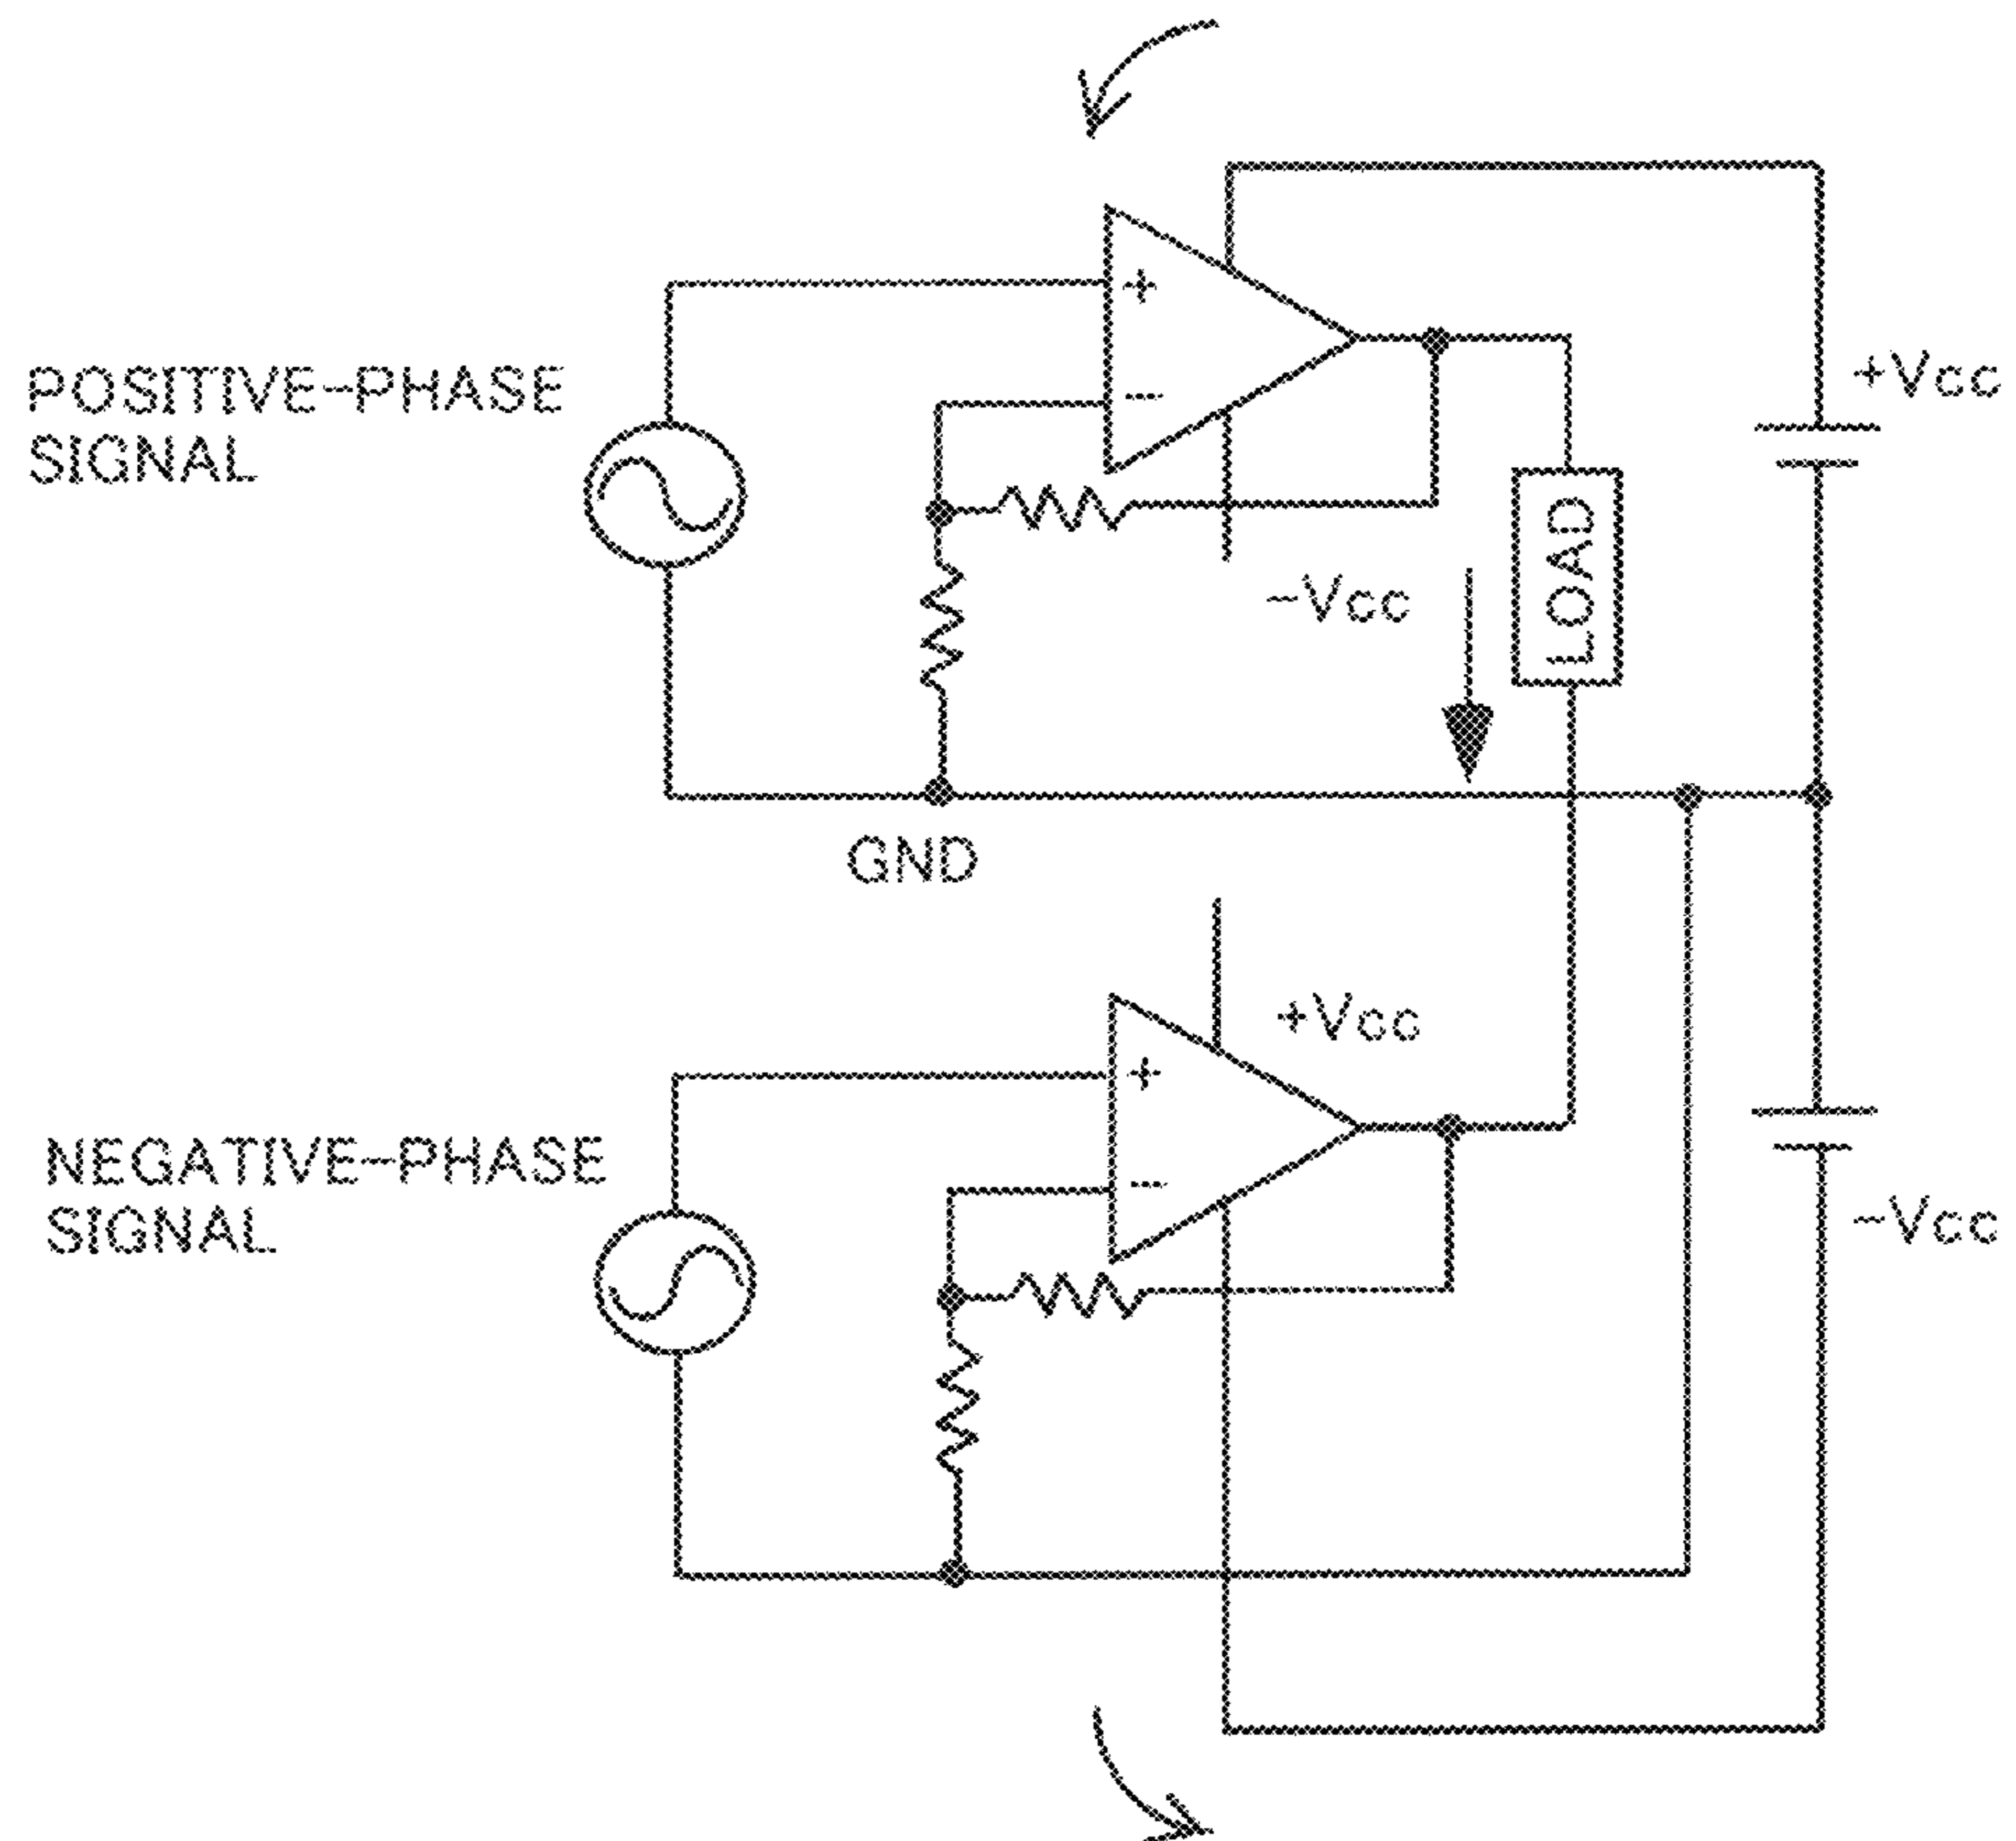 POSITIVE-PHASE
SIGNAL
+
-
+Vcc
-Vcc
LOAD
GND
+Vcc
+
-
NEGATIVE-PHASE
SIGNAL
-Vcc